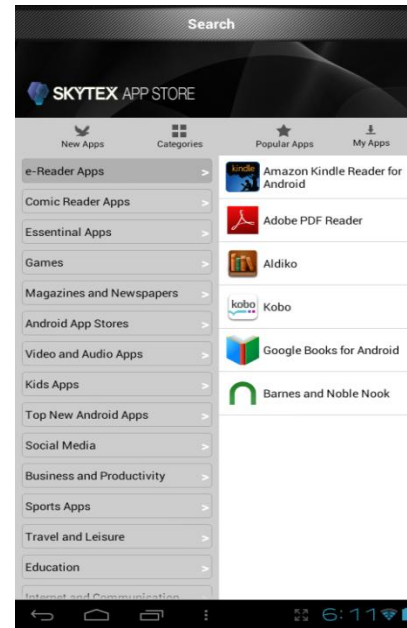 Search
SKYTEX APP STORE
New Apps
Categories
Popular Apps
My Apps
e-Reader Apps >
Comic Reader Apps >
Essentinal Apps >
Games >
Magazines and Newspapers >
Android App Stores >
Video and Audio Apps >
Kids Apps >
Top New Android Apps >
Social Media >
Business and Productivity >
Sports Apps >
Travel and Leisure >
Education >
Internet and Communication
kindle
Amazon Kindle Reader for
Android
Adobe PDF Reader
Aldiko
kobo
Kobo
Google Books for Android
Barnes and Noble Nook
6:11